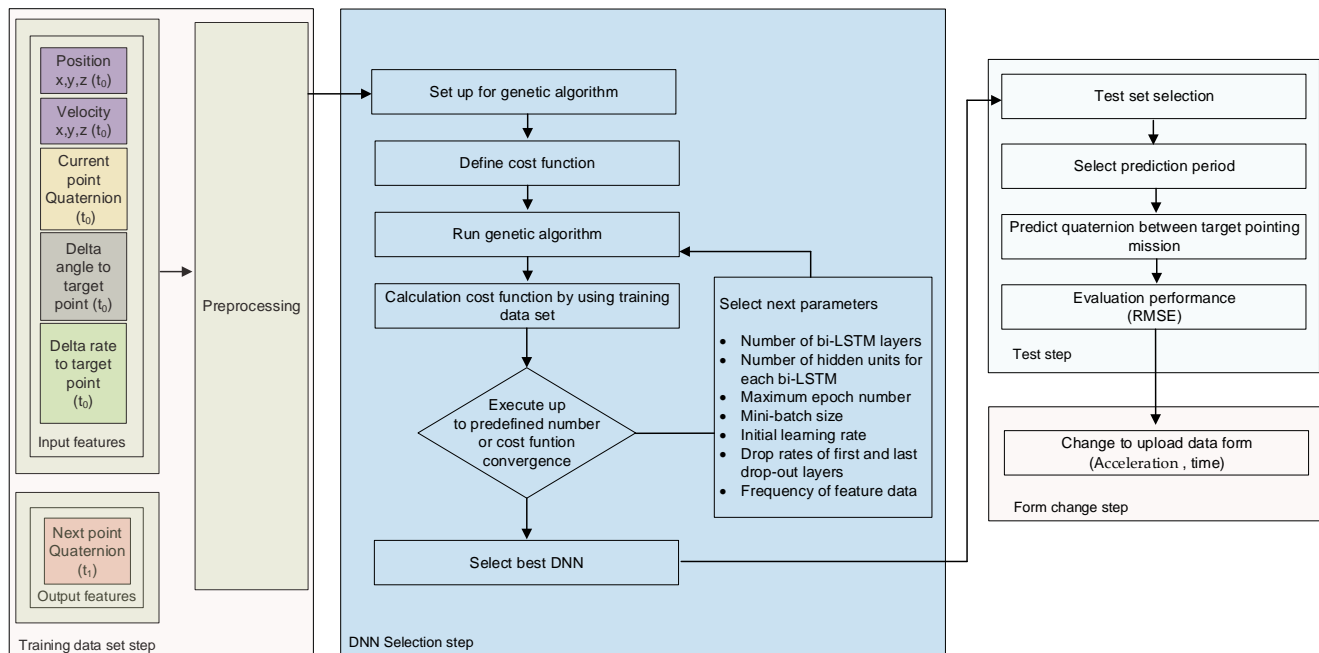 Position
x,y,z (t₀)
Velocity
x,y,z (t₀)
Current
point
Quaternion
(t₀)
Delta
angle to
target
point (t₀)
Delta rate
to target
point
(t₀)
Input features
Next point
Quaternion
(t₁)
Output features
Preprocessing
Training data set step
Set up for genetic algorithm
Define cost function
Run genetic algorithm
Calculation cost function by using training
data set
Execute up
to predefined number
or cost funtion
convergence
Select best DNN
Select next parameters
• Number of bi-LSTM layers
• Number of hidden units for
each bi-LSTM
• Maximum epoch number
• Mini-batch size
• Initial learning rate
• Drop rates of first and last
drop-out layers
• Frequency of feature data
DNN Selection step
Test set selection
Select prediction period
Predict quaternion between target pointing
mission
Evaluation performance
(RMSE)
Test step
Change to upload data form
(Acceleration , time)
Form change step